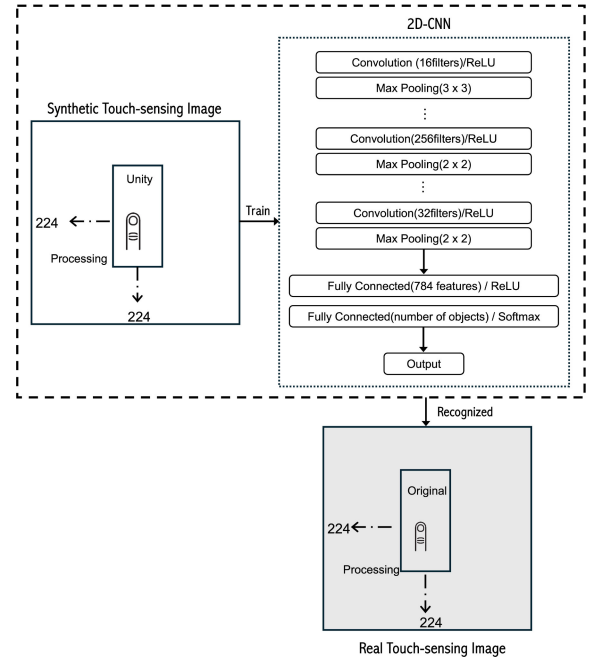 2D-CNN
Convolution (16filters)/ReLU
Max Pooling(3 x 3)
Convolution(256filters)/ReLU
Max Pooling(2 x 2)
Convolution(32filters)/ReLU
Max Pooling(2 x 2)
Fully Connected(784 features) / ReLU
Fully Connected(number of objects) / Softmax
Output
Synthetic Touch-sensing Image
Unity
224
Processing
224
Train
Recognized
Original
224
Processing
224
Real Touch-sensing Image